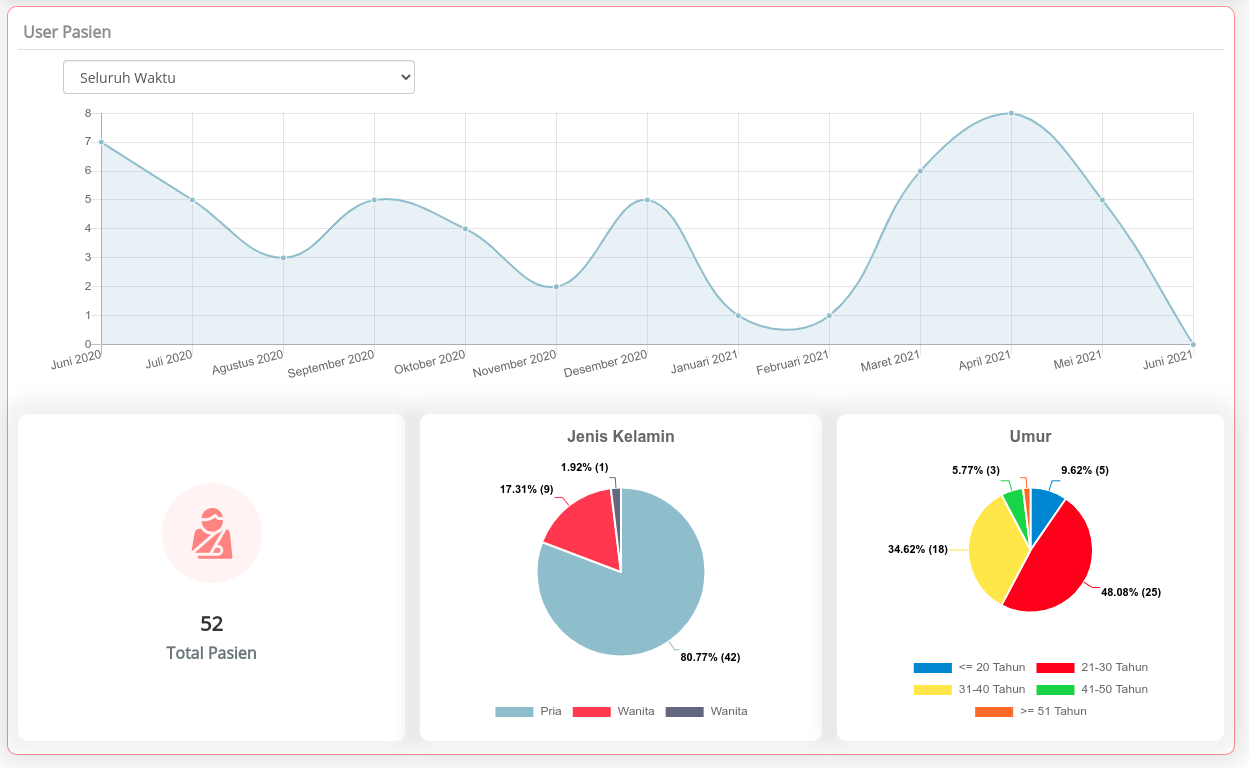 User Pasien
Seluruh Waktu
8
7
6
5
4
3
2
1
0
Juni 2020 Juli 2020 Agustus 2020 September 2020 Oktober 2020 November 2020 Desember 2020 Januari 2021 Februari 2021 Maret 2021 April 2021 Mei 2021 Juni 2021
52
Total Pasien
Jenis Kelamin
1.92% (1)
17.31% (9)
80.77% (42)
Pria Wanita Wanita
Umur
5.77% (3) 9.62% (5)
34.62% (18)
48.08% (25)
<= 20 Tahun 21-30 Tahun
31-40 Tahun 41-50 Tahun
>= 51 Tahun